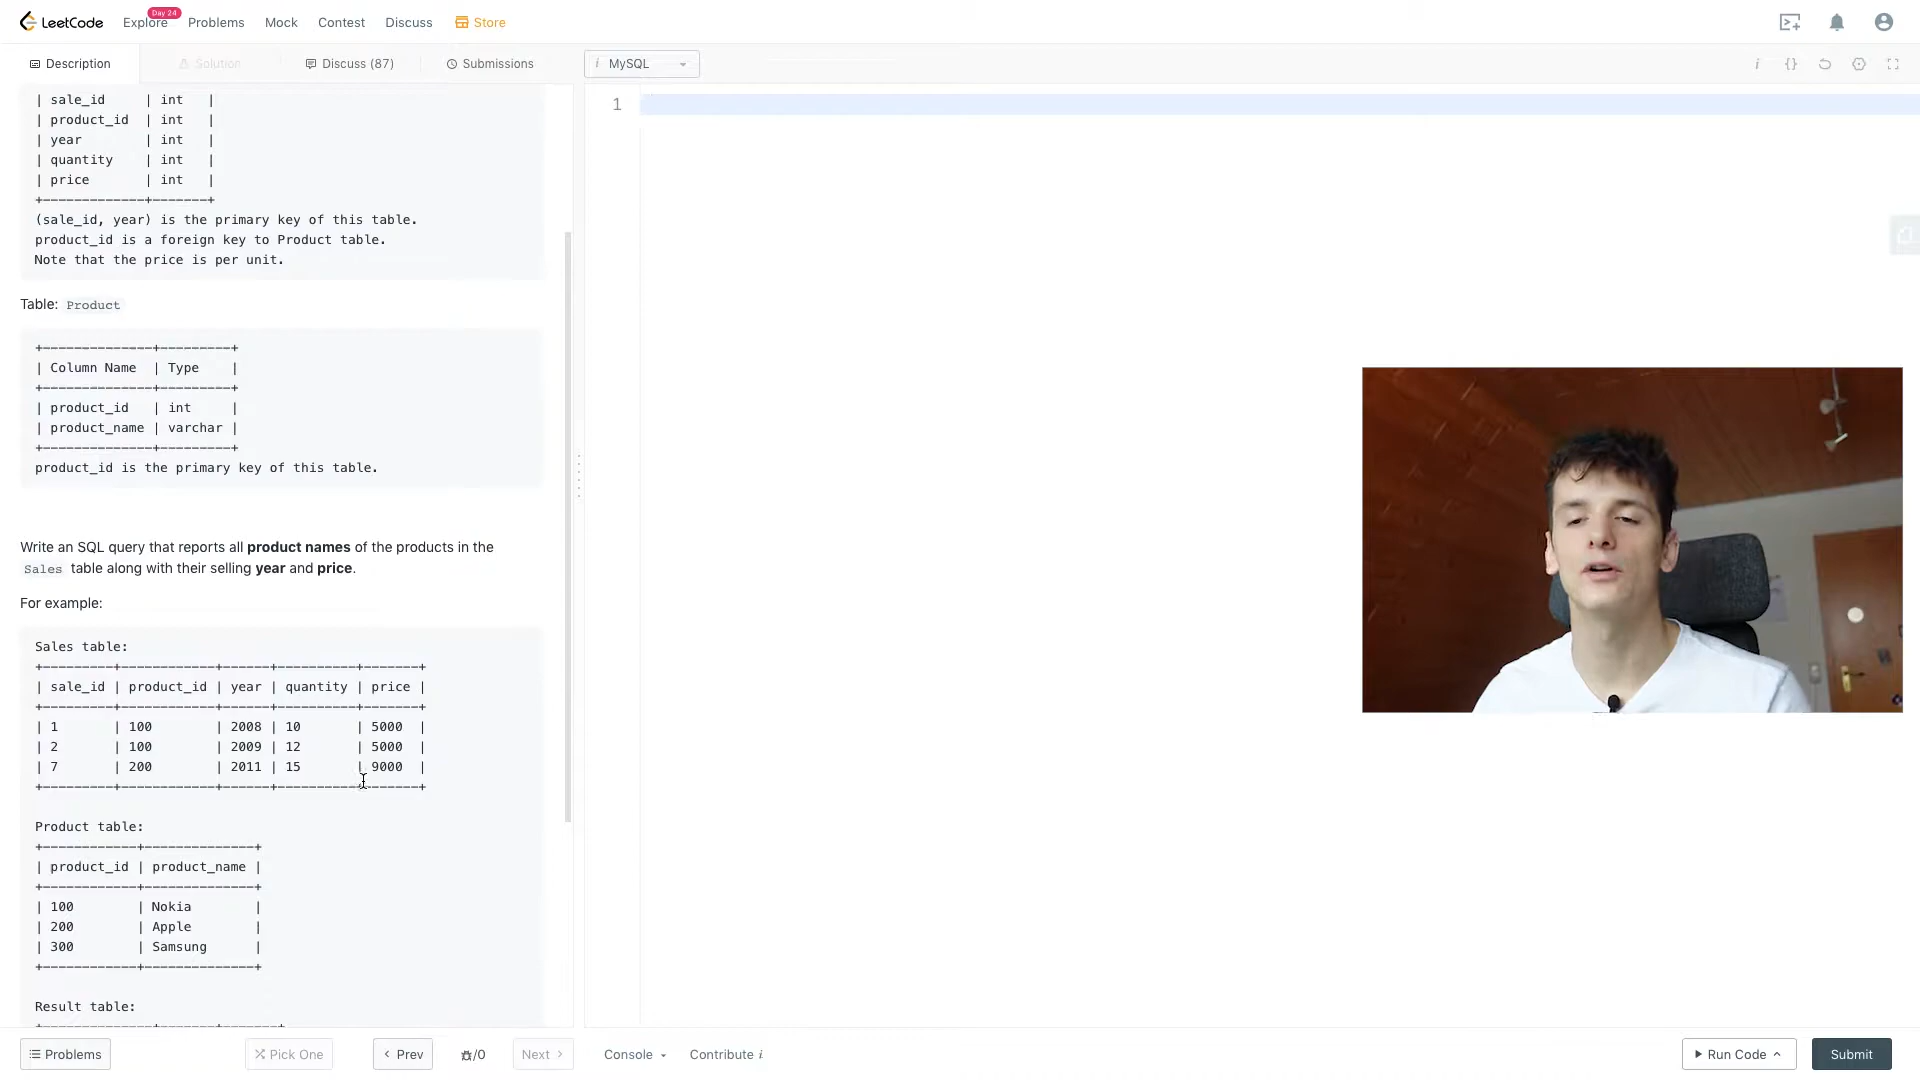 LeetCode
Explore
Day 24
Problems
Mock
Contest
Discuss
Store
Description
Solution
Discuss (87)
Submissions
i MySQL
| sale_id     | int   |
| product_id  | int   |
| year        | int   |
| quantity    | int   |
| price       | int   |
+-------------+-------+
(sale_id, year) is the primary key of this table.
product_id is a foreign key to Product table.
Note that the price is per unit.
Table: Product
+--------------+---------+
| Column Name  | Type    |
+--------------+---------+
| product_id   | int     |
| product_name | varchar |
+--------------+---------+
product_id is the primary key of this table.
Write an SQL query that reports all product names of the products in the
Sales table along with their selling year and price.
For example:
Sales table:
+---------+------------+------+----------+-------+
| sale_id | product_id | year | quantity | price |
+---------+------------+------+----------+-------+
| 1       | 100        | 2008 | 10       | 5000  |
| 2       | 100        | 2009 | 12       | 5000  |
| 7       | 200        | 2011 | 15       | 9000  |
+---------+------------+------+----------+-------+
Product table:
+------------+--------------+
| product_id | product_name |
+------------+--------------+
| 100        | Nokia        |
| 200        | Apple        |
| 300        | Samsung      |
+------------+--------------+
Result table:
1
i {}
Problems
Pick One
< Prev
/0
Next >
Console
Contribute i
Run Code
Submit